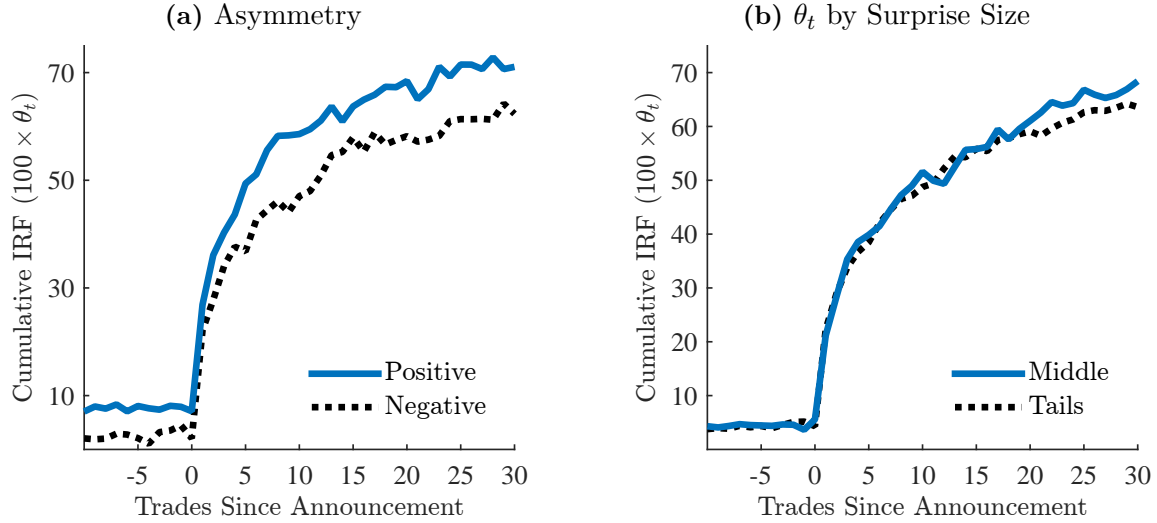 (a) Asymmetry
Cumulative IRF (100 × θt)
70
50
30
10
-5 0 5 10 15 20 25 30
Trades Since Announcement
Positive
Negative
(b) θt by Surprise Size
Cumulative IRF (100 × θt)
70
60
50
40
30
20
10
-5 0 5 10 15 20 25 30
Trades Since Announcement
Middle
Tails